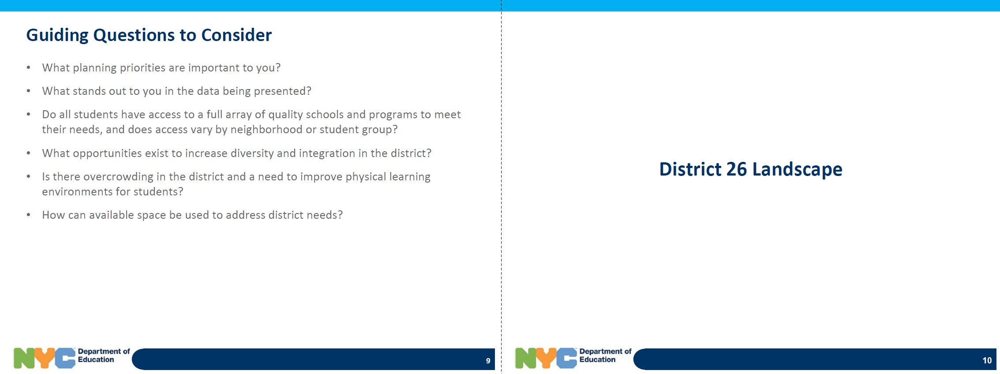 Guiding Questions to Consider
• What planning priorities are important to you?
• What stands out to you in the data being presented?
• Do all students have access to a full array of quality schools and programs to meet
their needs, and does access vary by neighborhood or student group?
• What opportunities exist to increase diversity and integration in the district?
• Is there overcrowding in the district and a need to improve physical learning
environments for students?
• How can available space be used to address district needs?
NYC Department of
Education
9
District 26 Landscape
NYC Department of
Education
10